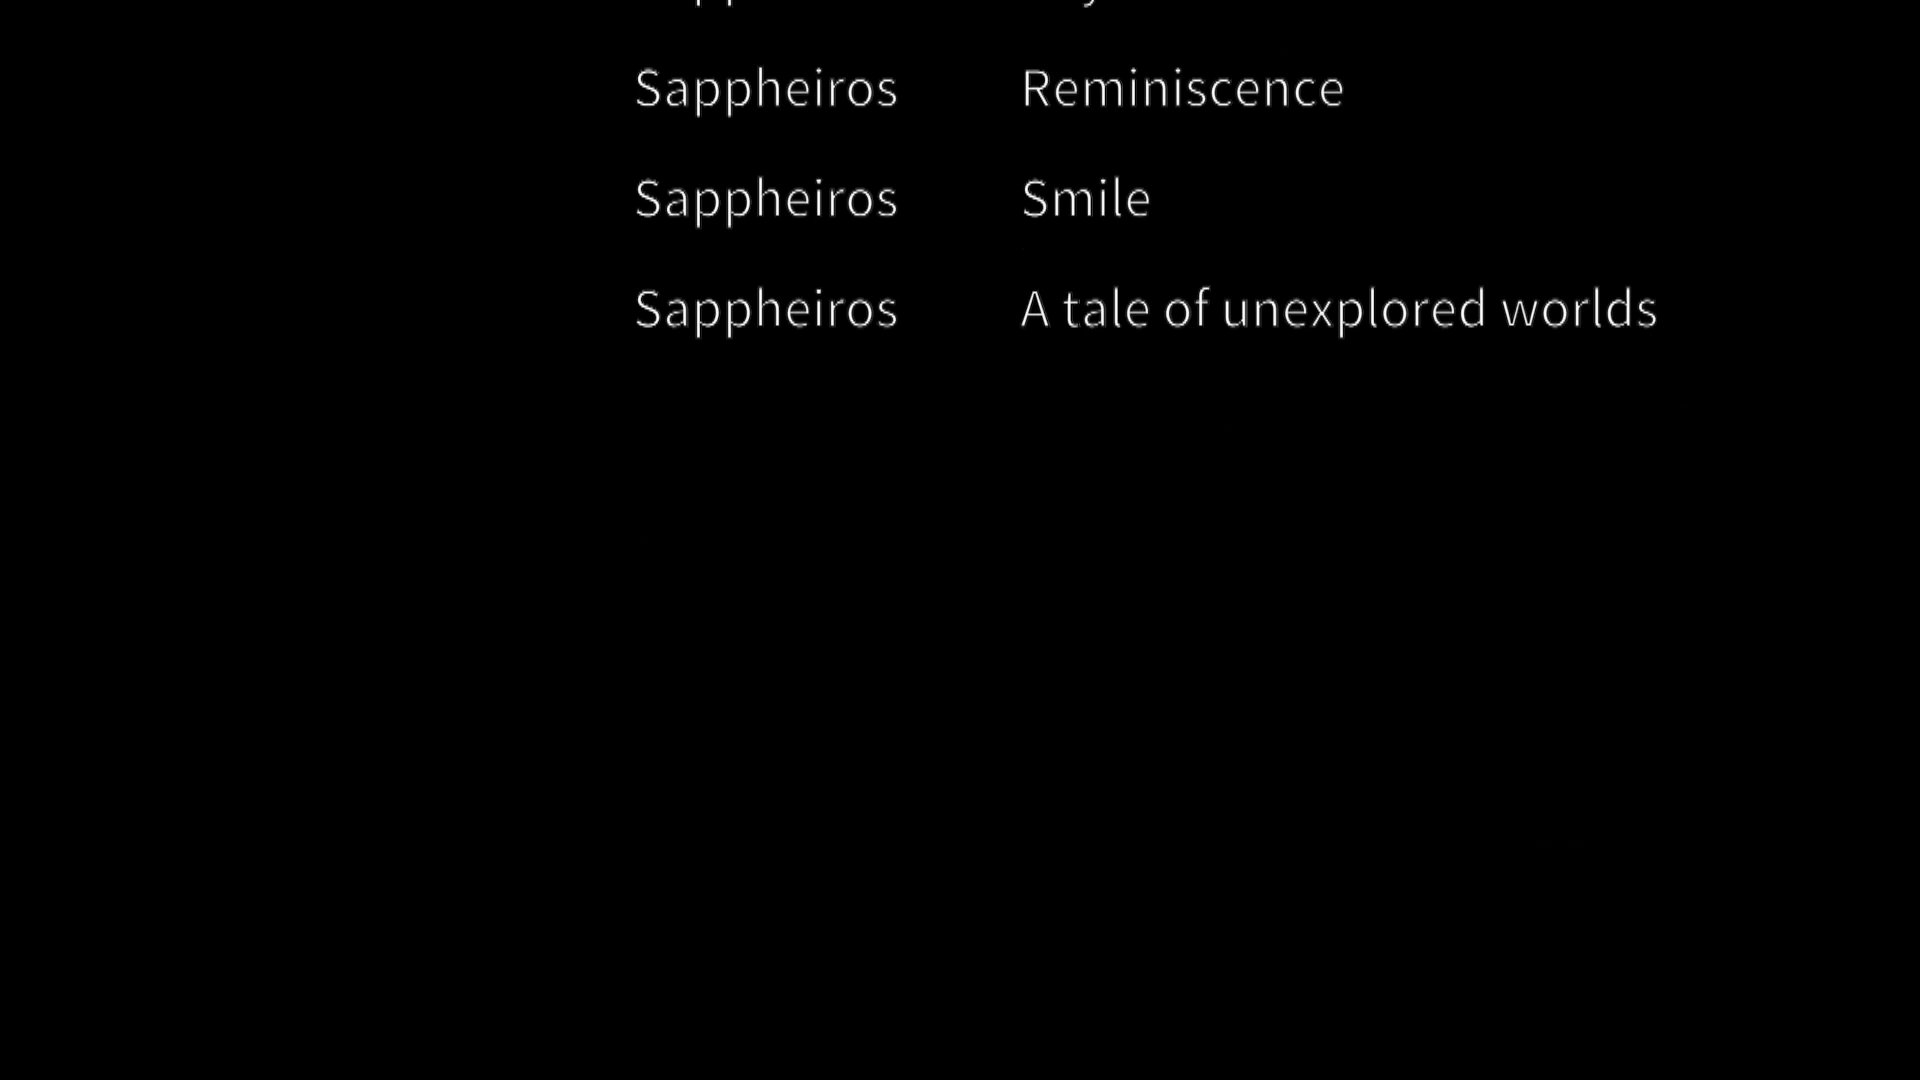 Sappheiros Reminiscence
Sappheiros Smile
Sappheiros A tale of unexplored worlds